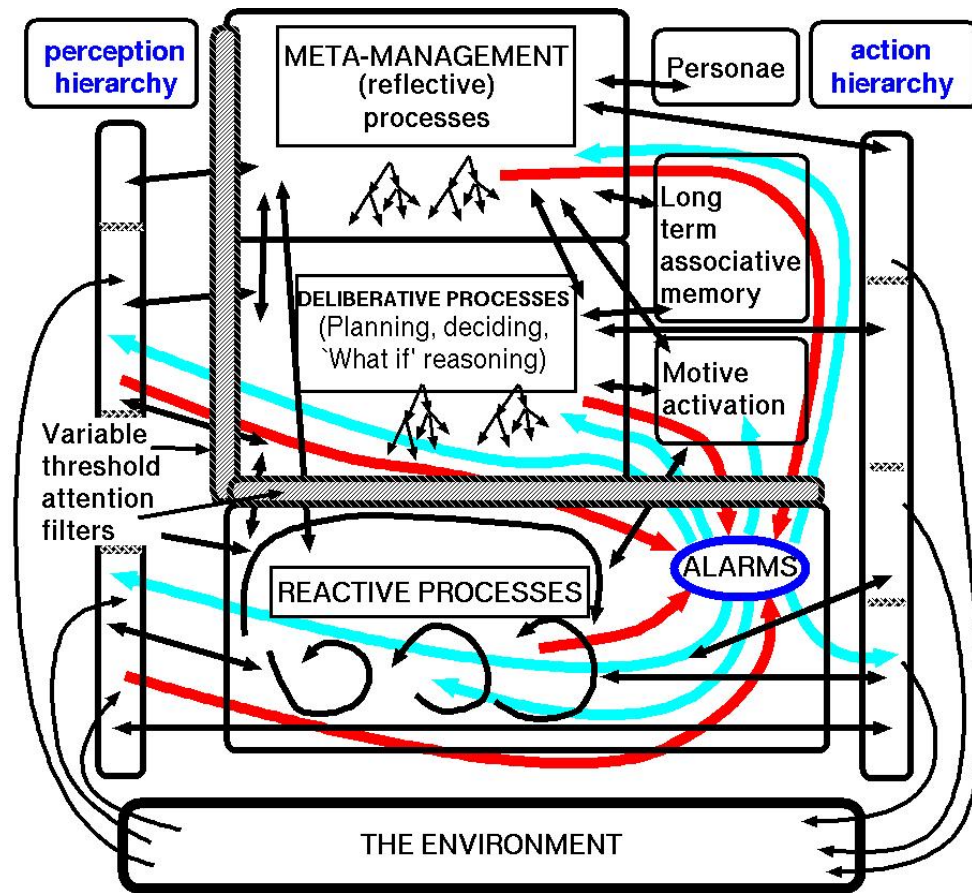 perception
hierarchy
META-MANAGEMENT
(reflective)
processes
Personae
action
hierarchy
Long
term
associative
memory
DELIBERATIVE PROCESSES
(Planning, deciding,
`What if' reasoning)
Motive
activation
Variable
threshold
attention
filters
REACTIVE PROCESSES
ALARMS
THE ENVIRONMENT